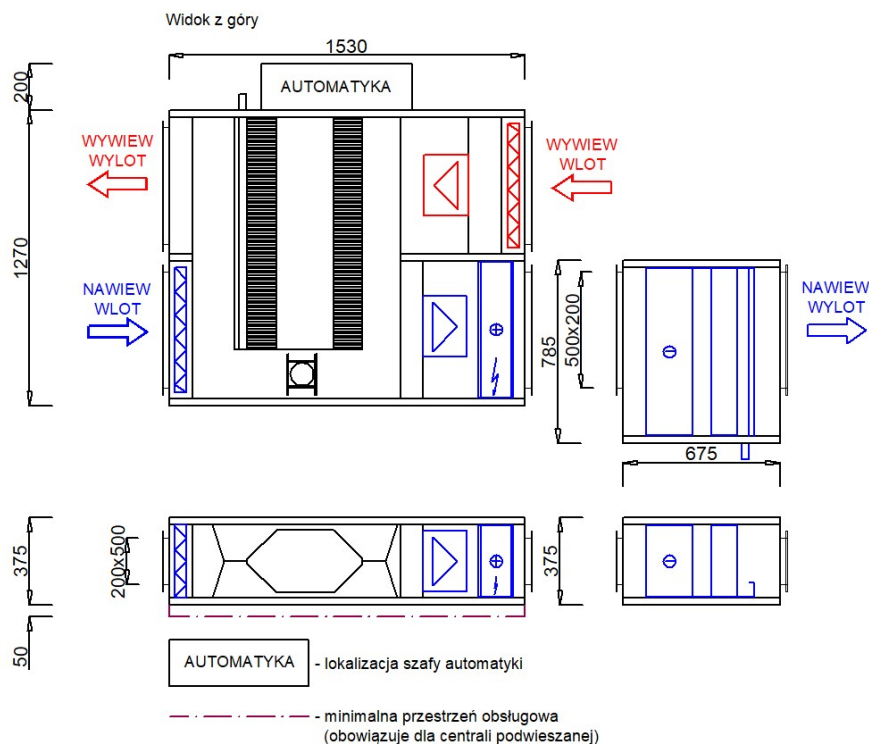 Widok z góry
1530
200
AUTOMATYKA
WYWIEW
WYLOT
WYWIEW
WLOT
1270
NAWIEW
WLOT
785
500x200
NAWIEW
WYLOT
675
375
200x500
375
50
AUTOMATYKA
- lokalizacja szafy automatyki
- minimalna przestrzeń obsługowa
(obowiązuje dla centrali podwieszanej)